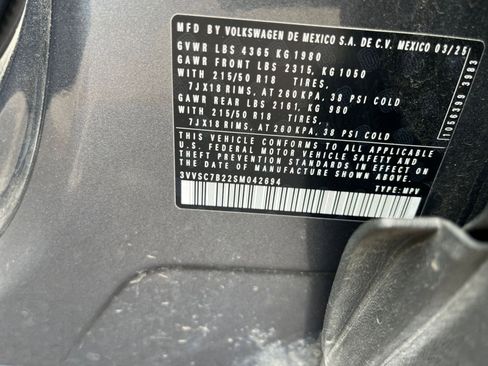 MFD BY VOLKSWAGEN DE MEXICO S.A. DE C.V. MEXICO 03/25
GVWR LBS 4365 KG 1980
GAWR FRONT LBS 2315, KG 1050
WITH 215/50 R18 TIRES,
7JX18 RIMS, AT 260 KPA, 38 PSI COLD
GAWR REAR LBS 2161, KG 980
WITH 215/50 R18 TIRES,
7JX18 RIMS, AT 260 KPA, 38 PSI COLD
THIS VEHICLE CONFORMS TO ALL APPLICABLE
U.S. FEDERAL MOTOR VEHICLE SAFETY AND
THEFT PREVENTION STANDARDS IN EFFECT ON
THE DATE OF MANUFACTURE SHOWN ABOVE.
3VVSC7B22SM042694
TYPE: MPV
1056399 3983